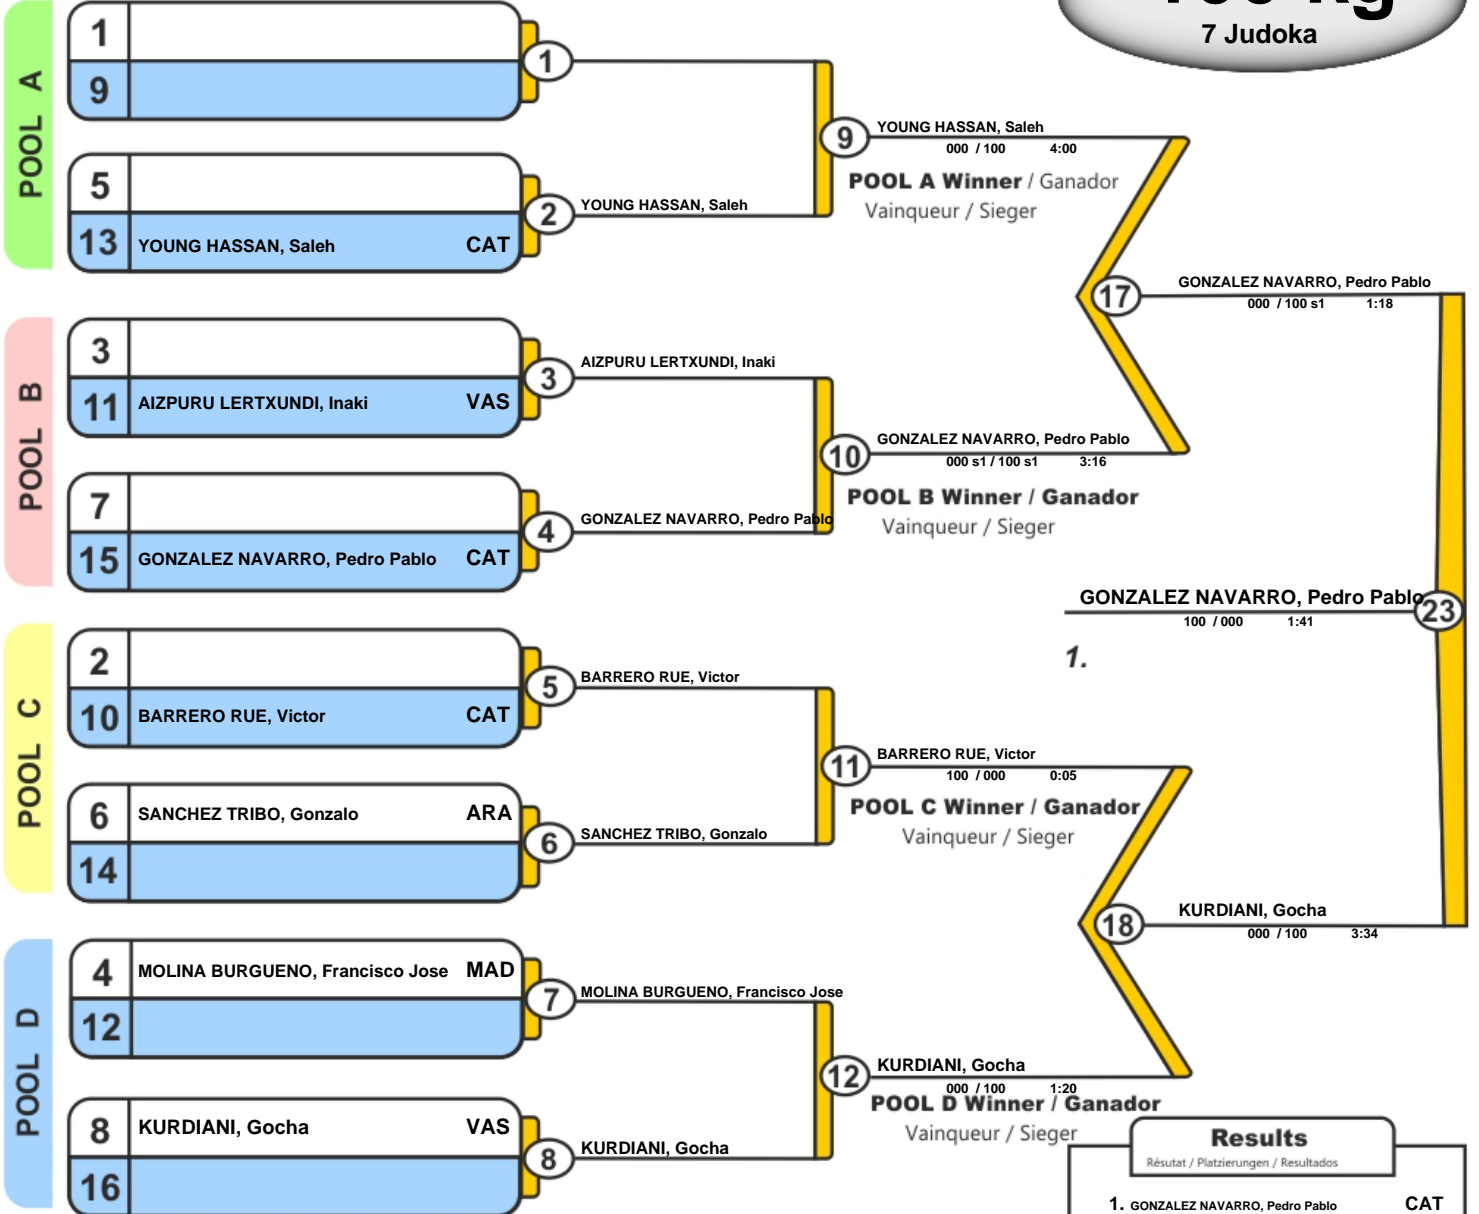 7 Judoka
POOL A
1
9
1
5
13 YOUNG HASSAN, Saleh CAT
2
YOUNG HASSAN, Saleh
9
YOUNG HASSAN, Saleh
000 / 100 4:00
POOL A Winner / Ganador
Vainqueur / Sieger
POOL B
3
11 AIZPURU LERTXUNDI, Inaki VAS
3
AIZPURU LERTXUNDI, Inaki
7
15 GONZALEZ NAVARRO, Pedro Pablo CAT
4
GONZALEZ NAVARRO, Pedro Pablo
10
GONZALEZ NAVARRO, Pedro Pablo
000 s1 / 100 s1 3:16
POOL B Winner / Ganador
Vainqueur / Sieger
17
GONZALEZ NAVARRO, Pedro Pablo
000 / 100 s1 1:18
GONZALEZ NAVARRO, Pedro Pablo
23
100 / 000 1:41
1.
POOL C
2
10 BARRERO RUE, Victor CAT
5
BARRERO RUE, Victor
6 SANCHEZ TRIBO, Gonzalo ARA
14
6
SANCHEZ TRIBO, Gonzalo
11
BARRERO RUE, Victor
100 / 000 0:05
POOL C Winner / Ganador
Vainqueur / Sieger
18
KURDIANI, Gocha
000 / 100 3:34
POOL D
4 MOLINA BURGUENO, Francisco Jose MAD
12
7
MOLINA BURGUENO, Francisco Jose
8 KURDIANI, Gocha VAS
16
8
KURDIANI, Gocha
12
KURDIANI, Gocha
000 / 100 1:20
POOL D Winner / Ganador
Vainqueur / Sieger
Results
Résutat / Platzierungen / Resultados
1. GONZALEZ NAVARRO, Pedro Pablo CAT